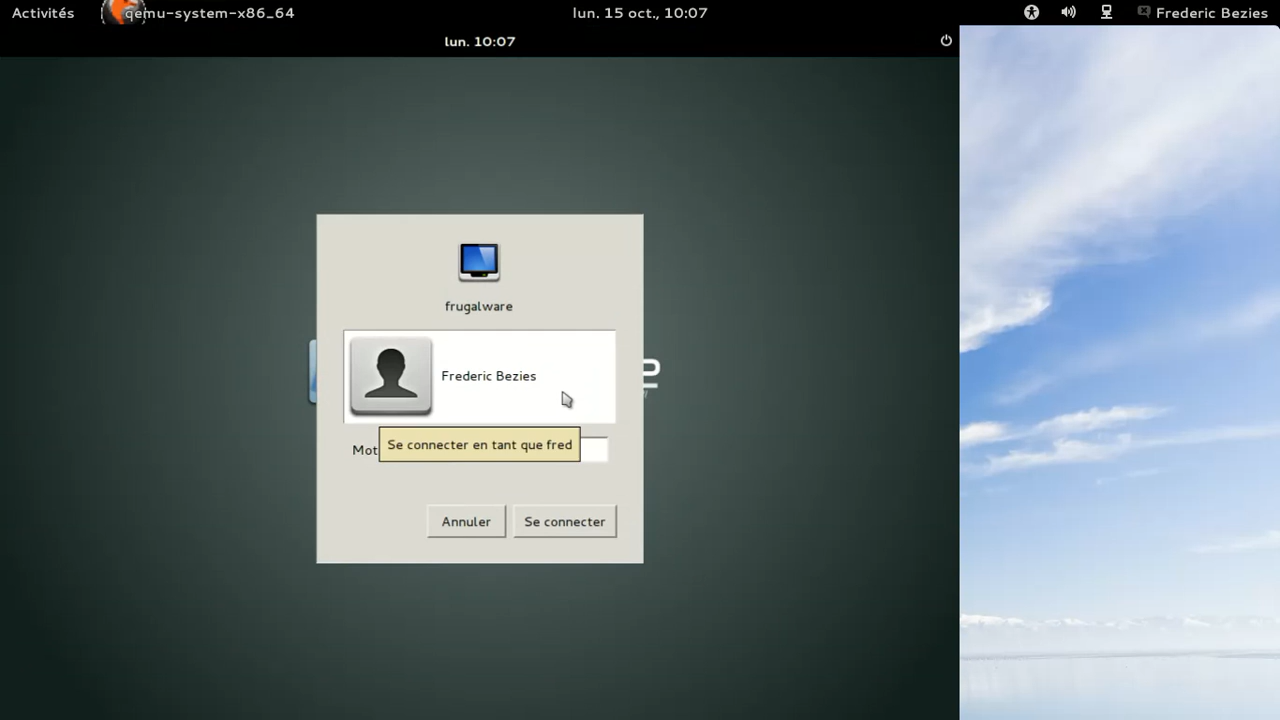 Activités qemu-system-x86_64 lun. 15 oct., 10:07 Frederic Bezies
lun. 10:07
frugalware
Frederic Bezies
Mot
Se connecter en tant que fred
Annuler Se connecter